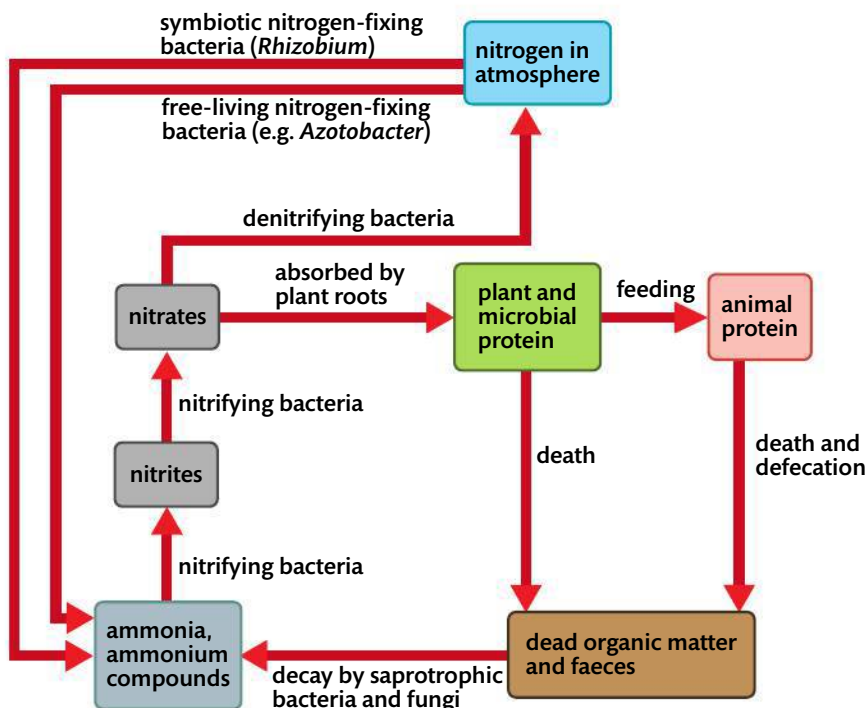 symbiotic nitrogen-fixing
bacteria (Rhizobium)
nitrogen in
atmosphere
free-living nitrogen-fixing
bacteria (e.g. Azotobacter)
denitrifying bacteria
absorbed by
plant roots
nitrates
plant and
microbial
protein
feeding
animal
protein
nitrifying bacteria
nitrites
death
death and
defecation
nitrifying bacteria
ammonia,
ammonium
compounds
decay by saprotrophic
bacteria and fungi
dead organic matter
and faeces